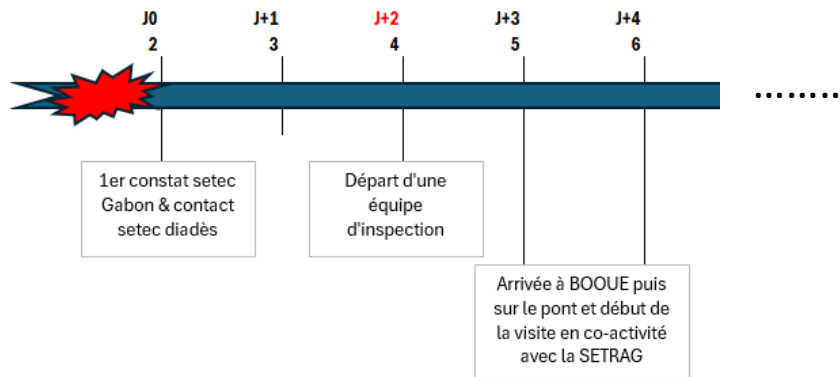 J0 J+1 J+2 J+3 J+4
2 3 4 5 6
.........
1er constat setec
Gabon & contact
setec diadès
Départ d'une
équipe
d'inspection
Arrivée à BOOUE puis
sur le pont et début de
la visite en co-activité
avec la SETRAG